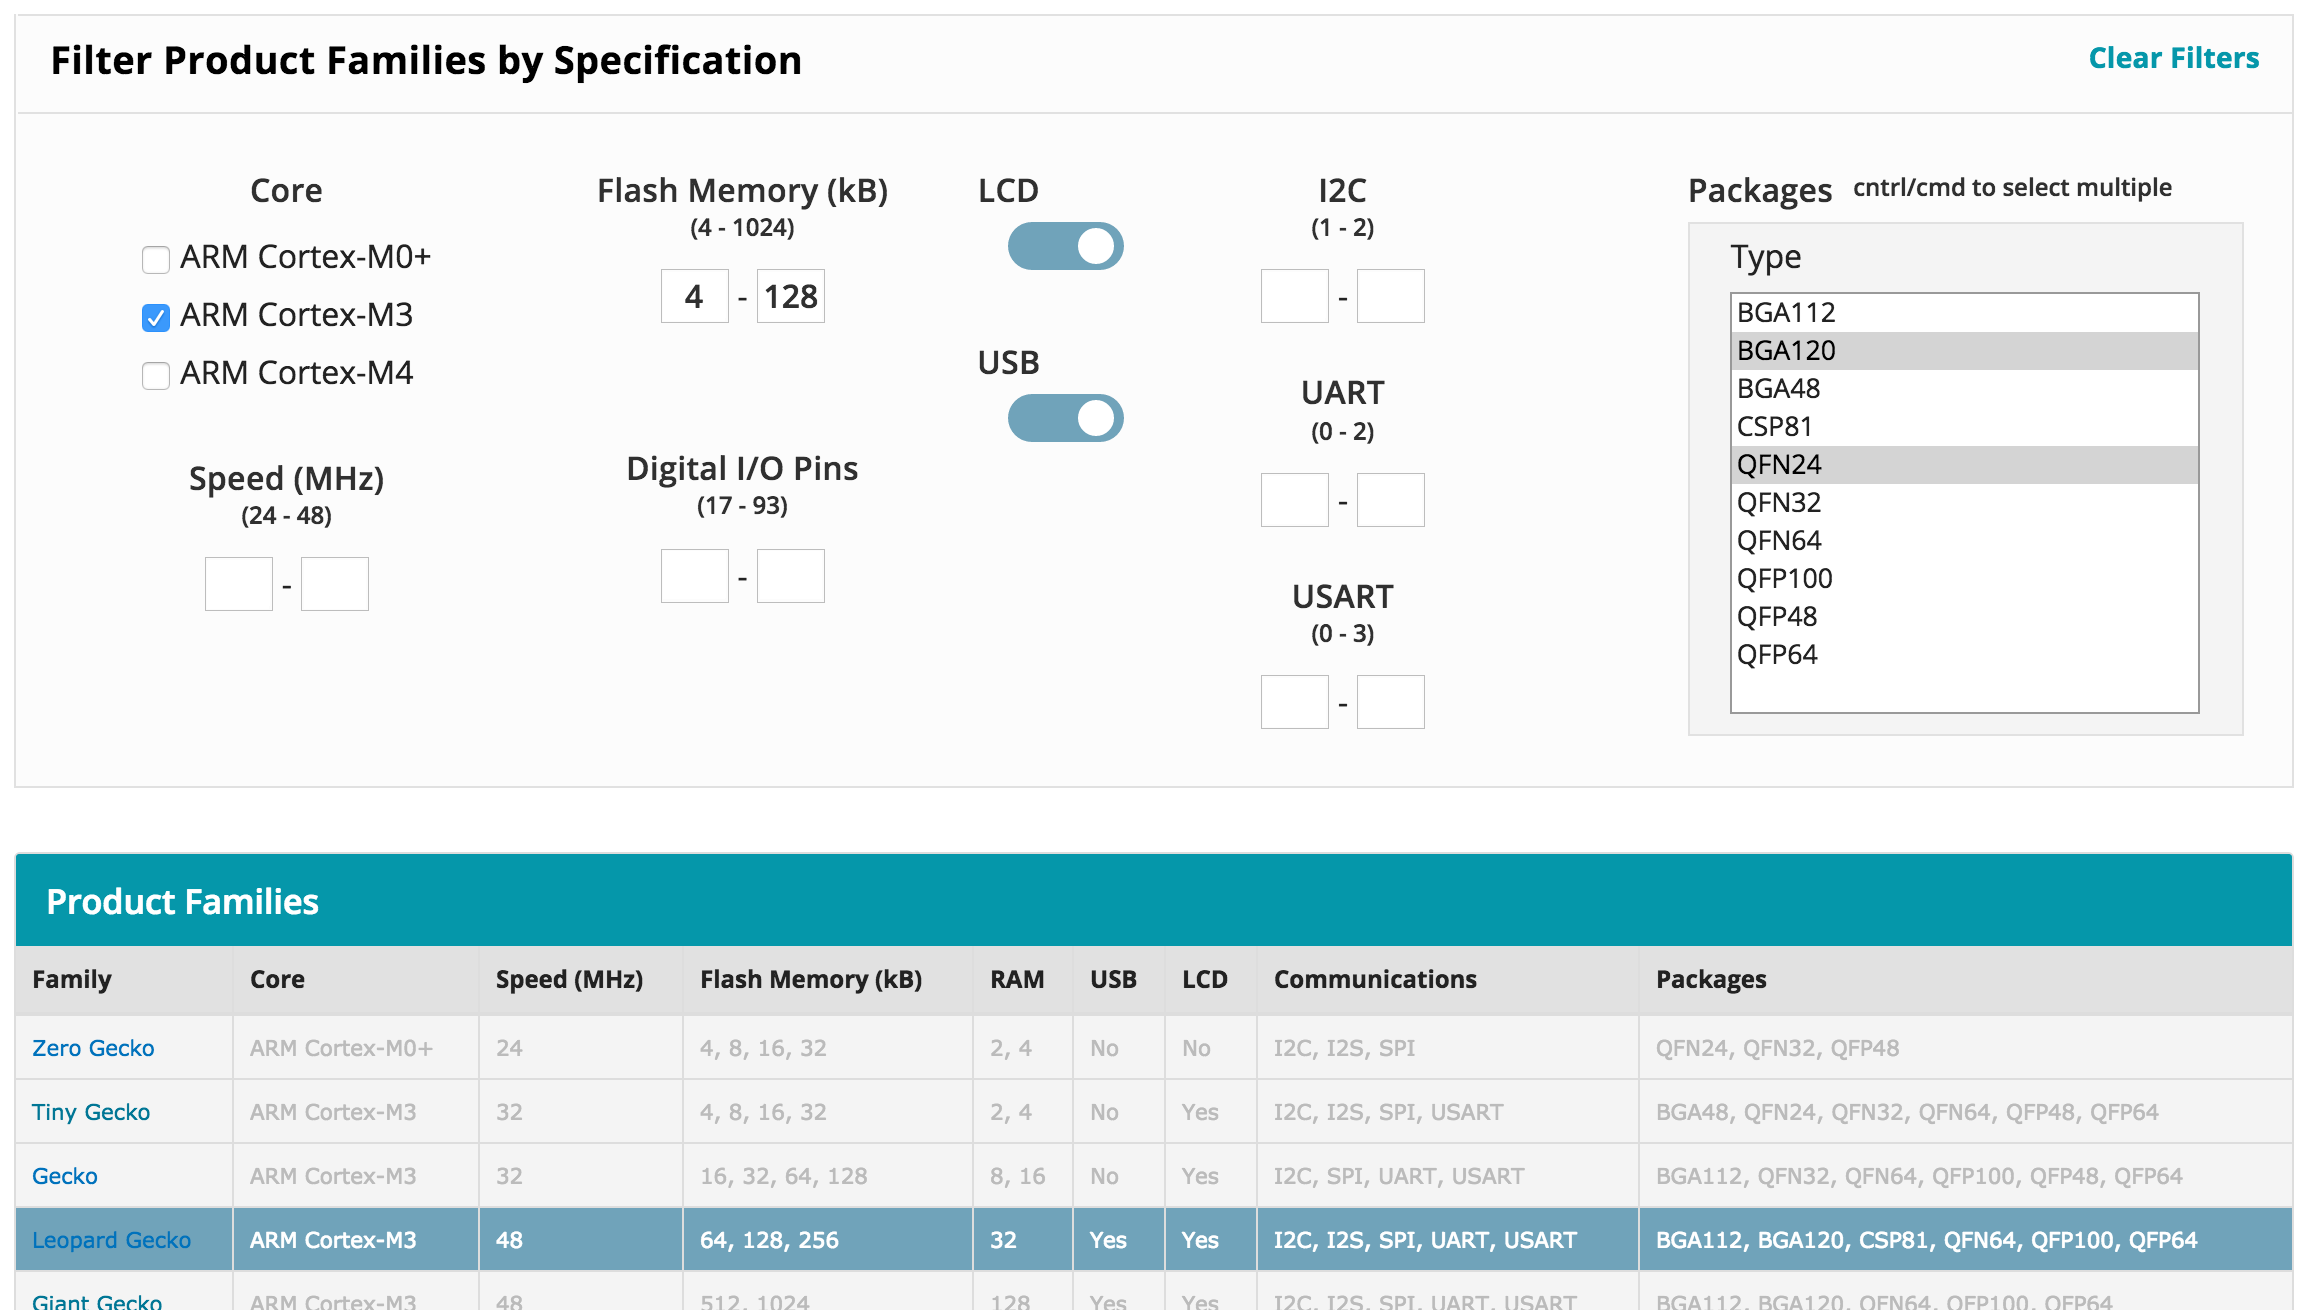 Filter Product Families by Specification
Clear Filters
Core
ARM Cortex-M0+
ARM Cortex-M3
ARM Cortex-M4
Speed (MHz)
(24 - 48)
-
Flash Memory (kB)
(4 - 1024)
4 - 128
Digital I/O Pins
(17 - 93)
-
LCD
USB
I2C
(1 - 2)
-
UART
(0 - 2)
-
USART
(0 - 3)
-
Packages cntrl/cmd to select multiple
Type
BGA112
BGA120
BGA48
CSP81
QFN24
QFN32
QFN64
QFP100
QFP48
QFP64
Product Families
Family Core Speed (MHz) Flash Memory (kB) RAM USB LCD Communications Packages
Zero Gecko ARM Cortex-M0+ 24 4, 8, 16, 32 2, 4 No No I2C, I2S, SPI QFN24, QFN32, QFP48
Tiny Gecko ARM Cortex-M3 32 4, 8, 16, 32 2, 4 No Yes I2C, I2S, SPI, USART BGA48, QFN24, QFN32, QFN64, QFP48, QFP64
Gecko ARM Cortex-M3 32 16, 32, 64, 128 8, 16 No Yes I2C, SPI, UART, USART BGA112, QFN32, QFN64, QFP100, QFP48, QFP64
Leopard Gecko ARM Cortex-M3 48 64, 128, 256 32 Yes Yes I2C, I2S, SPI, UART, USART BGA112, BGA120, CSP81, QFN64, QFP100, QFP64
Giant Gecko ARM Cortex-M3 48 512, 1024 128 Yes Yes I2C, I2S, SPI, UART, USART BGA112, BGA120, QFN64, QFP100, QFP64